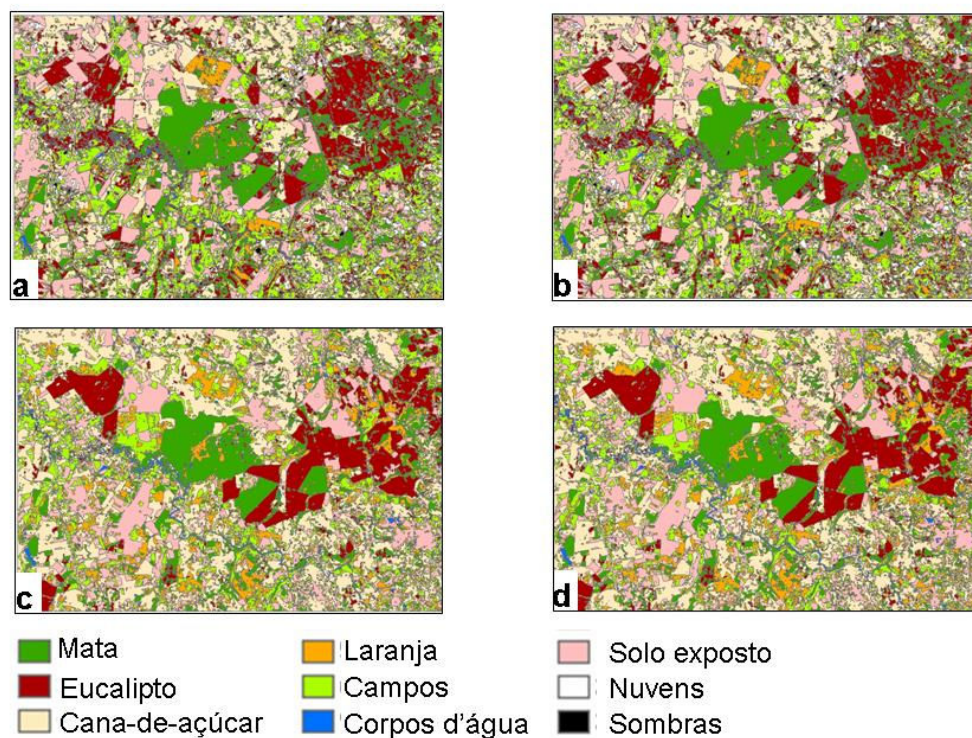 a
b
c
d
Mata
Eucalipto
Cana-de-açúcar
Laranja
Campos
Corpos d'água
Solo exposto
Nuvens
Sombras